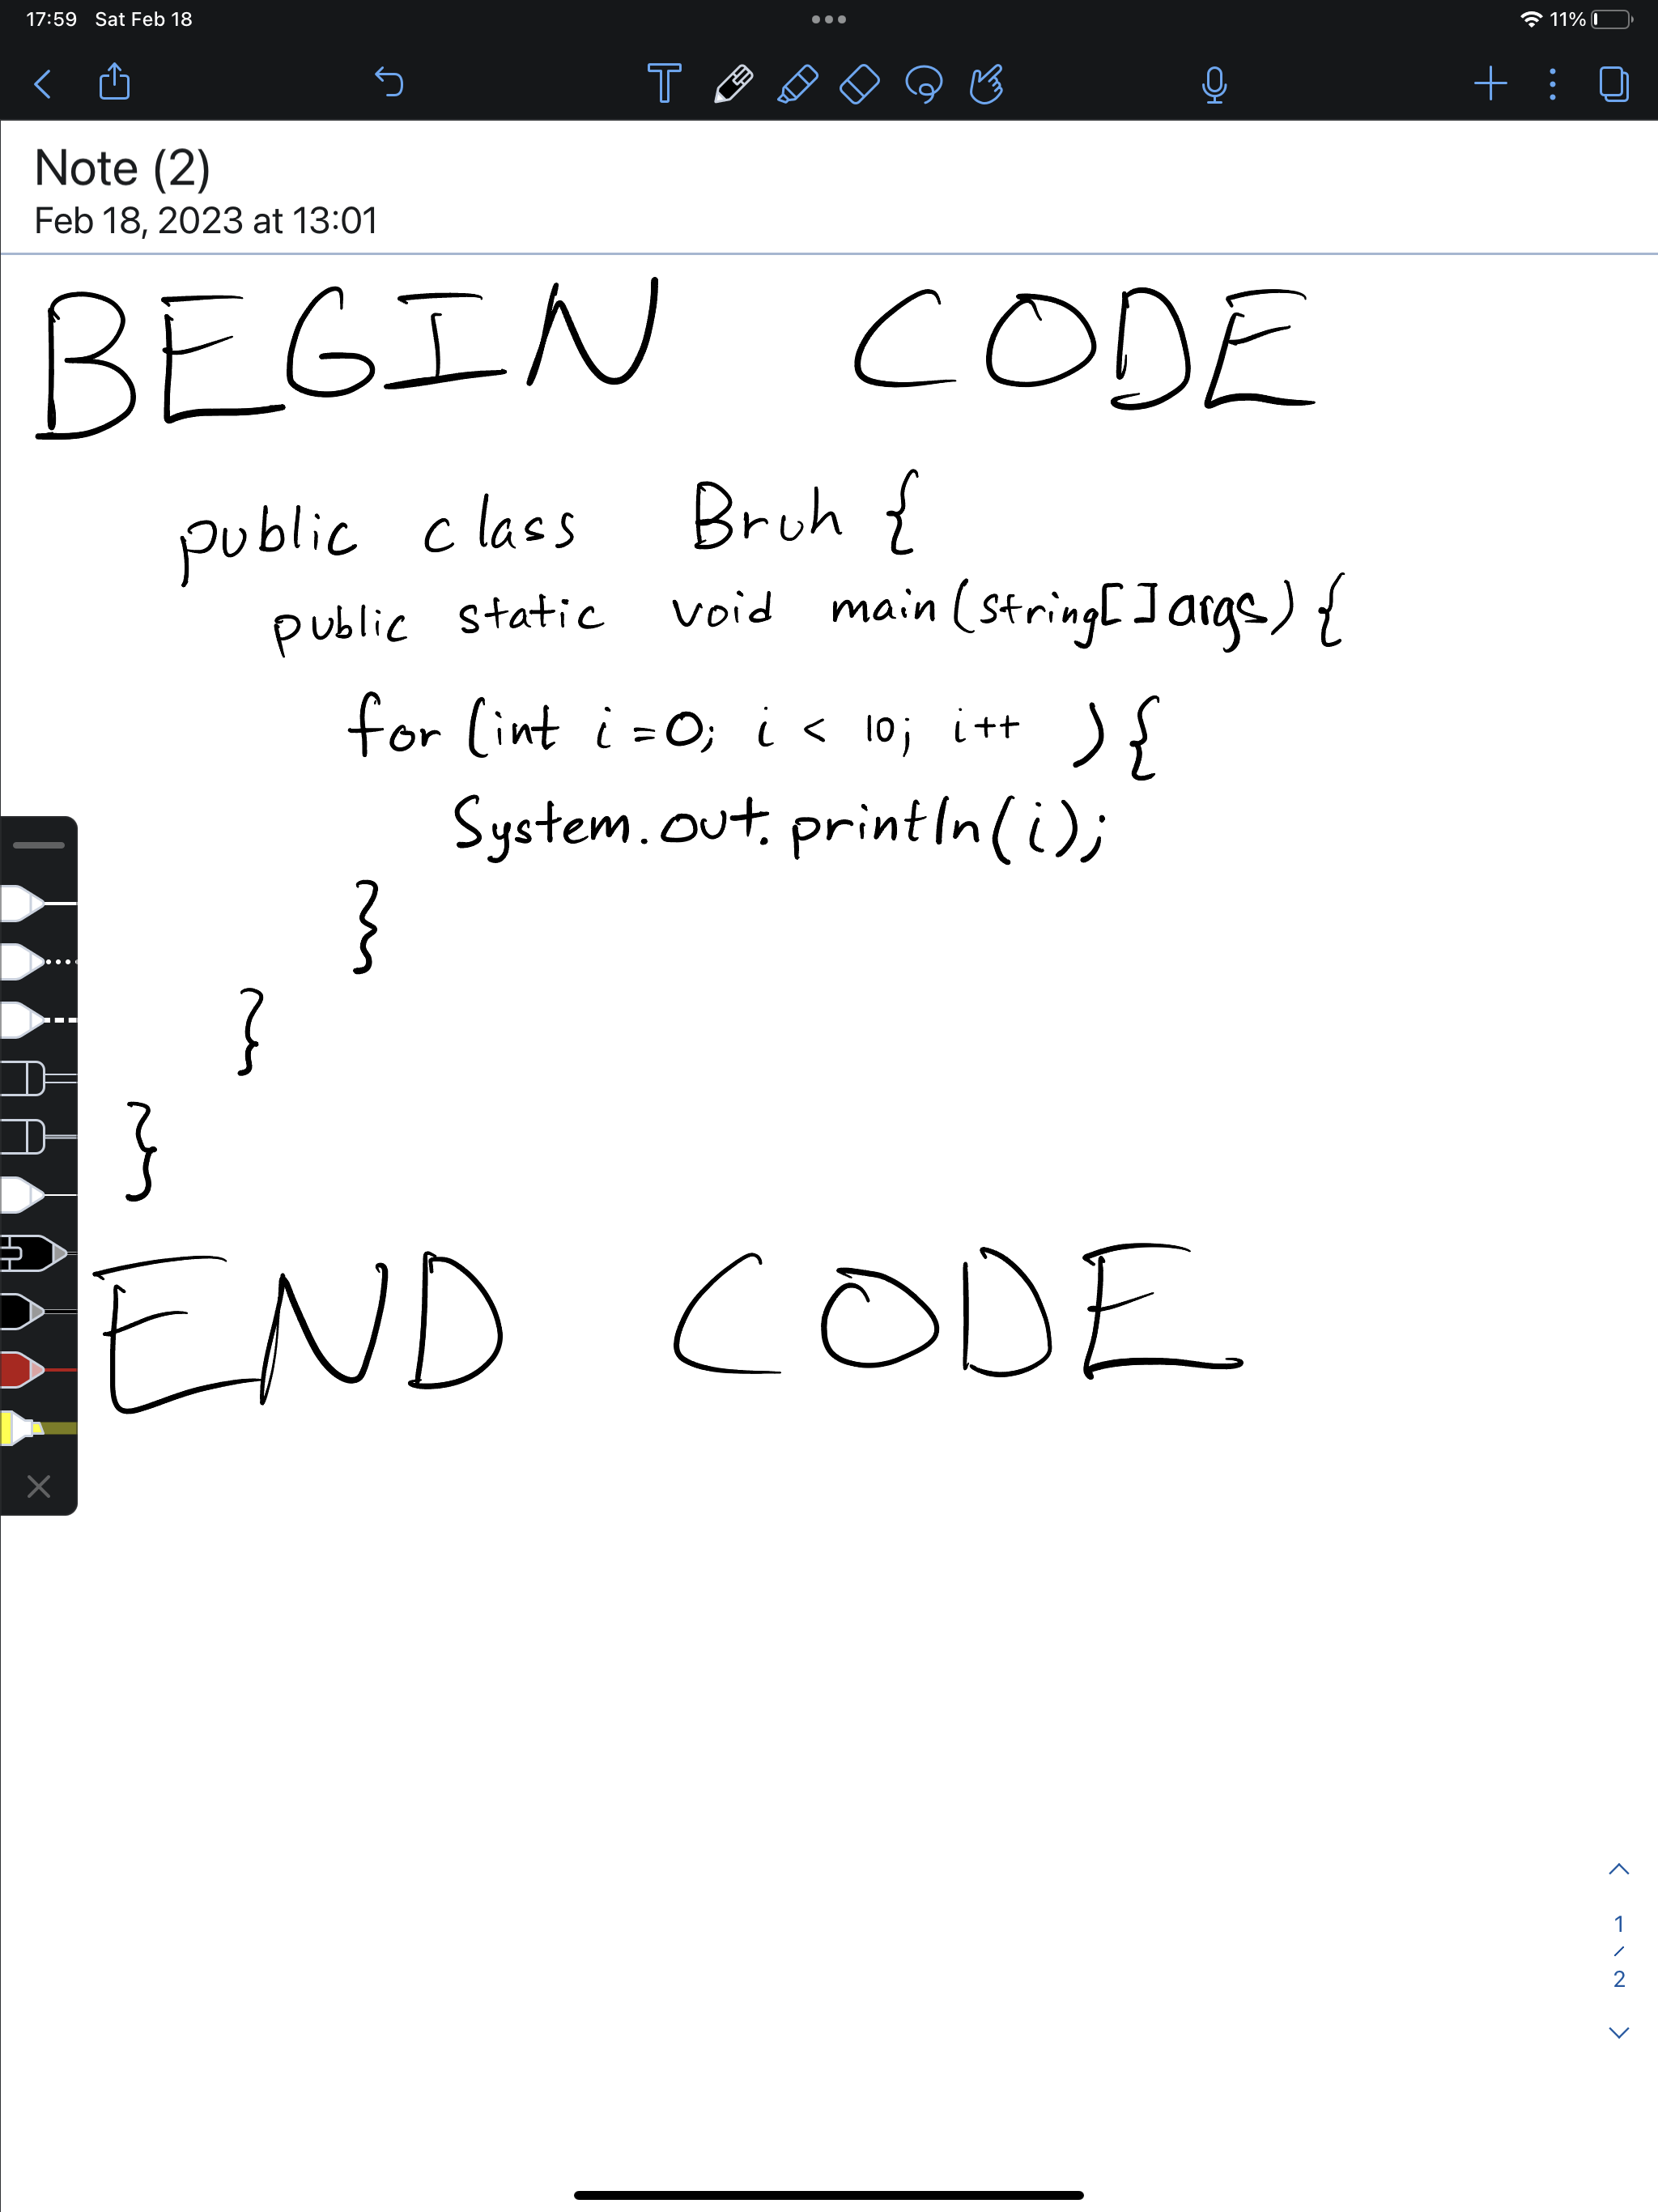 17:59 Sat Feb 18 11%
Note (2)
Feb 18, 2023 at 13:01
BEGIN CODE
public class Bruh {
public static void main (string[] args) {
for (int i = 0; i < 10; i++ ) {
System.out.println(i);
}
}
}
END CODE
1
/
2